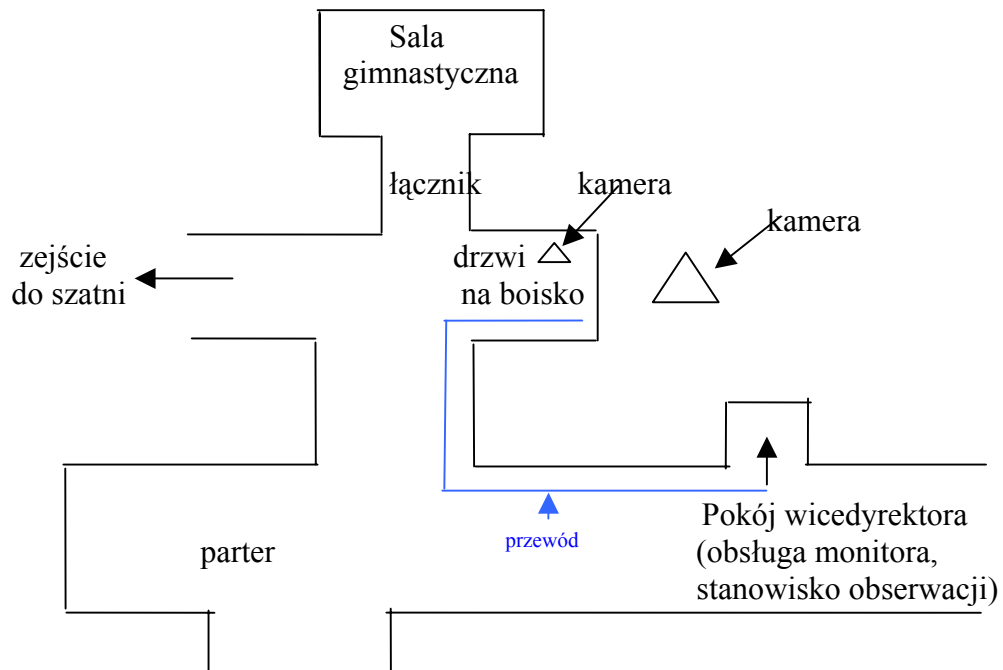 Sala
gimnastyczna
łącznik
kamera
kamera
zejście
do szatni
drzwi
na boisko
Pokój wicedyrektora
(obsługa monitora,
stanowisko obserwacji)
przewód
parter